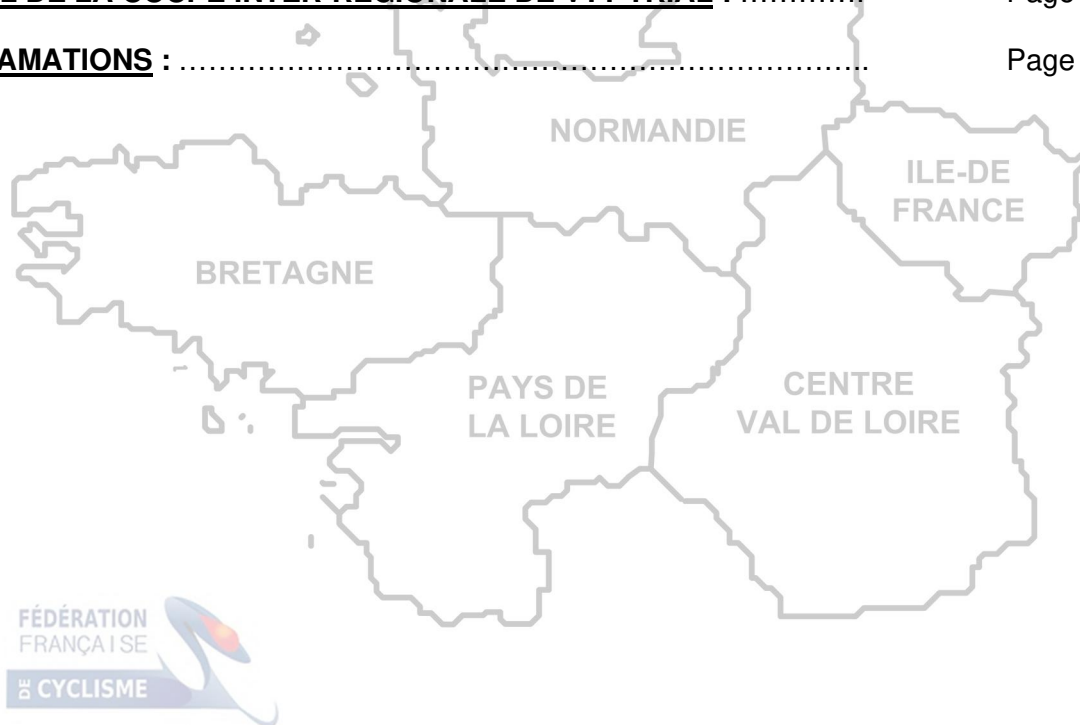 DE LA COUPE INTER-REGIONALE DE VTT TRIAL : ............. Page
AMATIONS : ........................................................................ Page
NORMANDIE
ILE-DE
FRANCE
BRETAGNE
PAYS DE
LA LOIRE
CENTRE
VAL DE LOIRE
FÉDÉRATION
FRANÇAISE
DE CYCLISME